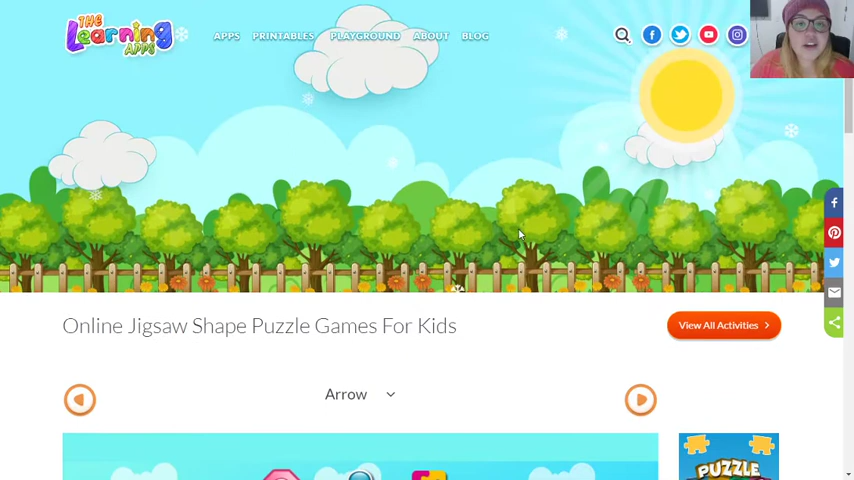 THE
Learning
APPS
APPS PRINTABLES PLAYGROUND ABOUT BLOG
Online Jigsaw Shape Puzzle Games For Kids
View All Activities
Arrow
PUZZLE